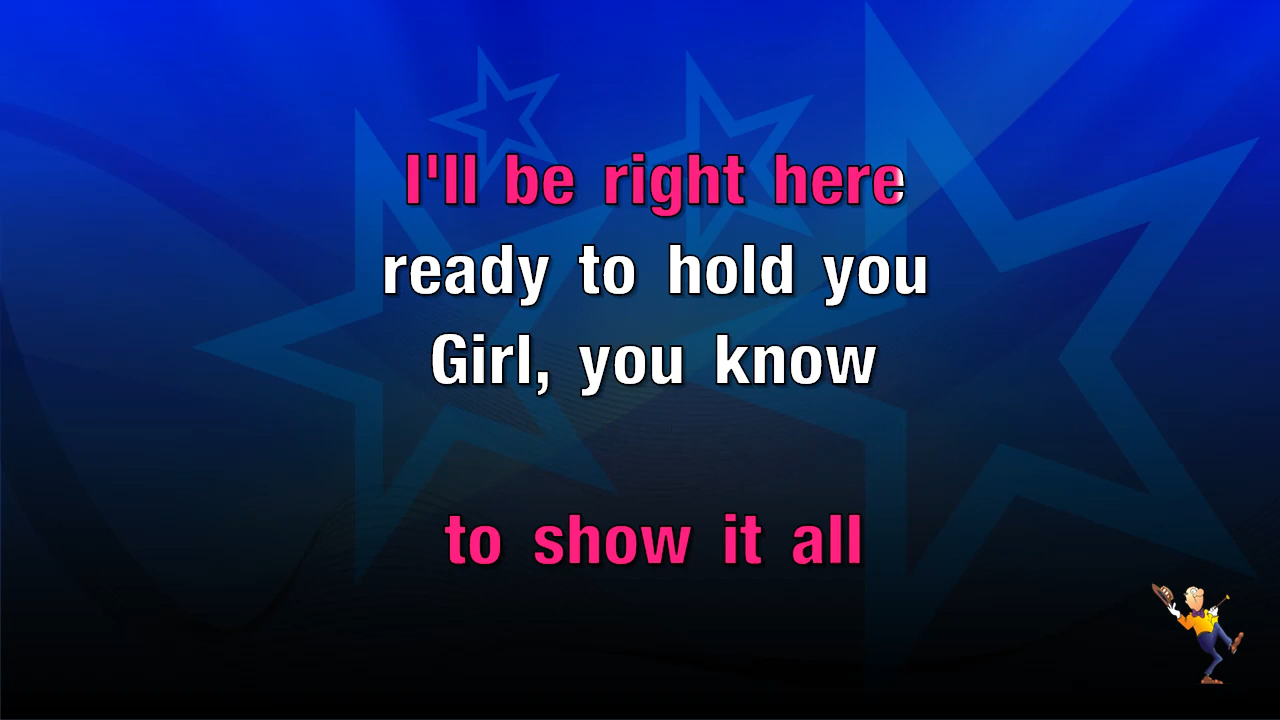 I'll be right here
ready to hold you
Girl, you know
to show it all